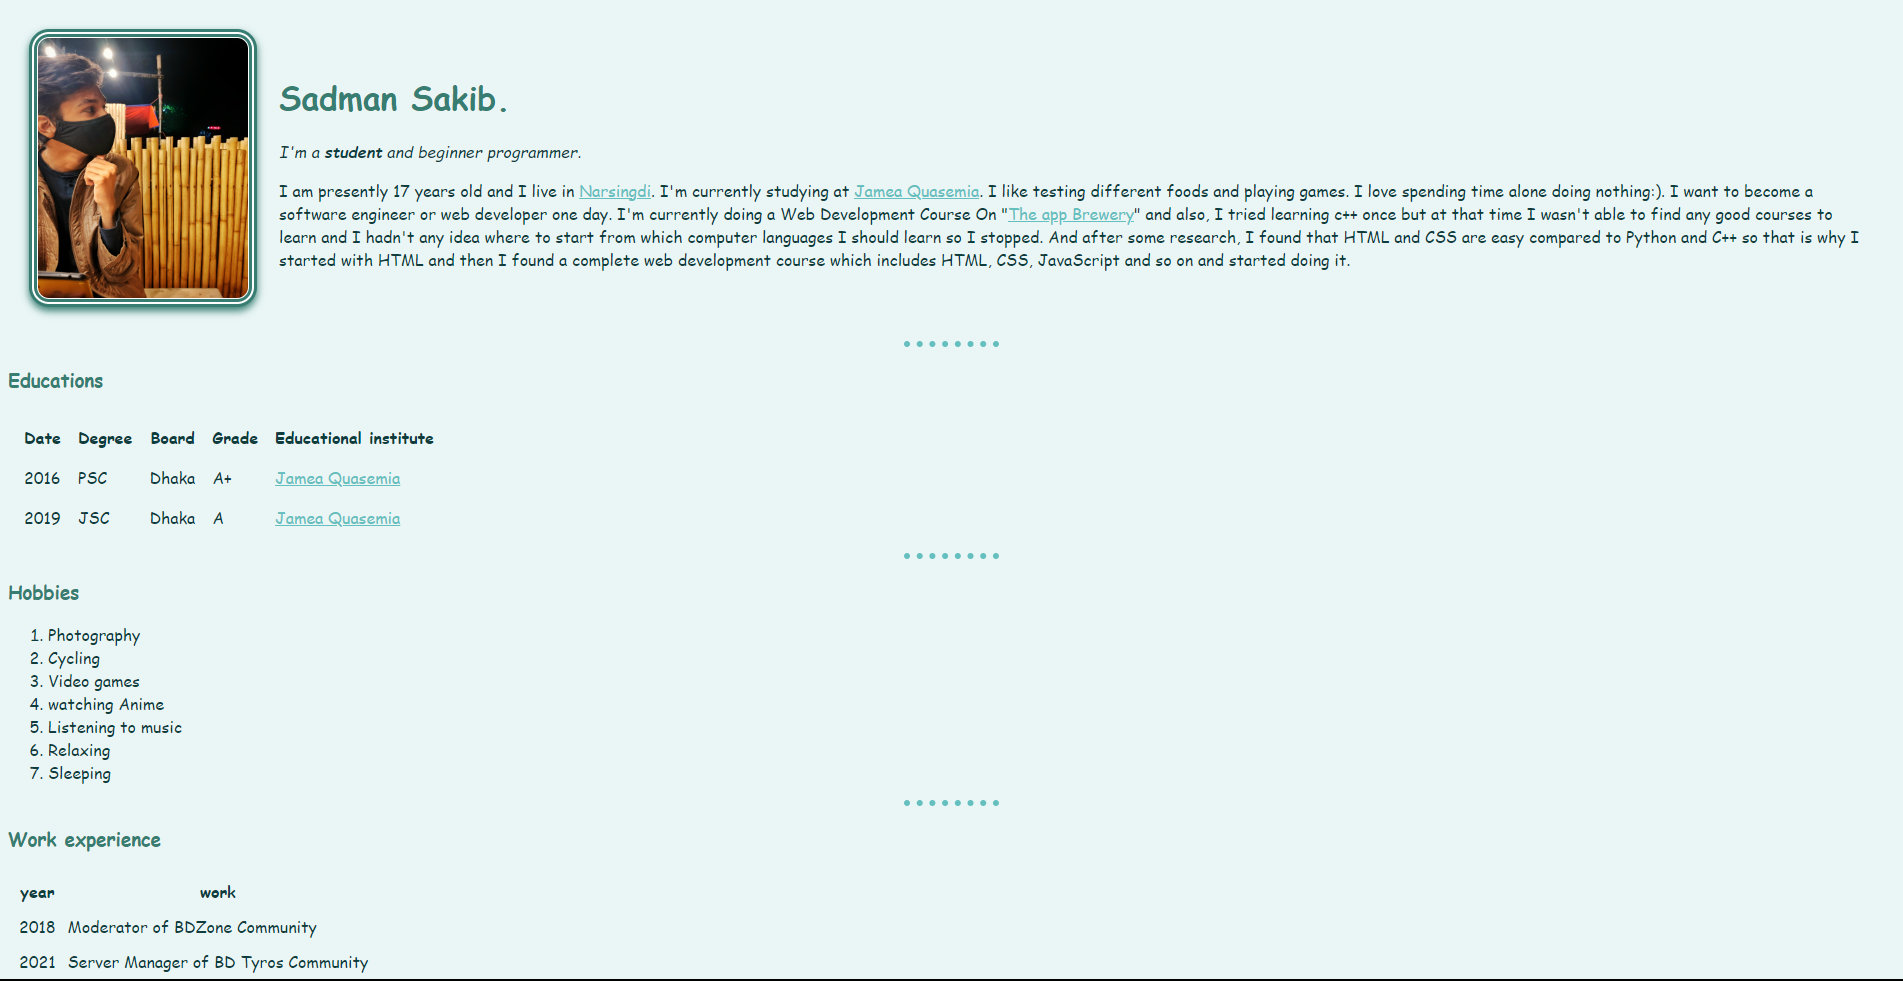 Sadman Sakib.
I'm a student and beginner programmer.
I am presently 17 years old and I live in Narsingdi. I'm currently studying at Jamea Quasemia. I like testing different foods and playing games. I love spending time alone doing nothing:). I want to become a
software engineer or web developer one day. I'm currently doing a Web Development Course On "The app Brewery" and also, I tried learning c++ once but at that time I wasn't able to find any good courses to
learn and I hadn't any idea where to start from which computer languages I should learn so I stopped. And after some research, I found that HTML and CSS are easy compared to Python and C++ so that is why I
started with HTML and then I found a complete web development course which includes HTML, CSS, JavaScript and so on and started doing it.
Educations
Date Degree Board Grade Educational institute
2016 PSC Dhaka A+ Jamea Quasemia
2019 JSC Dhaka A Jamea Quasemia
Hobbies
1. Photography
2. Cycling
3. Video games
4. watching Anime
5. Listening to music
6. Relaxing
7. Sleeping
Work experience
year work
2018 Moderator of BDZone Community
2021 Server Manager of BD Tyros Community